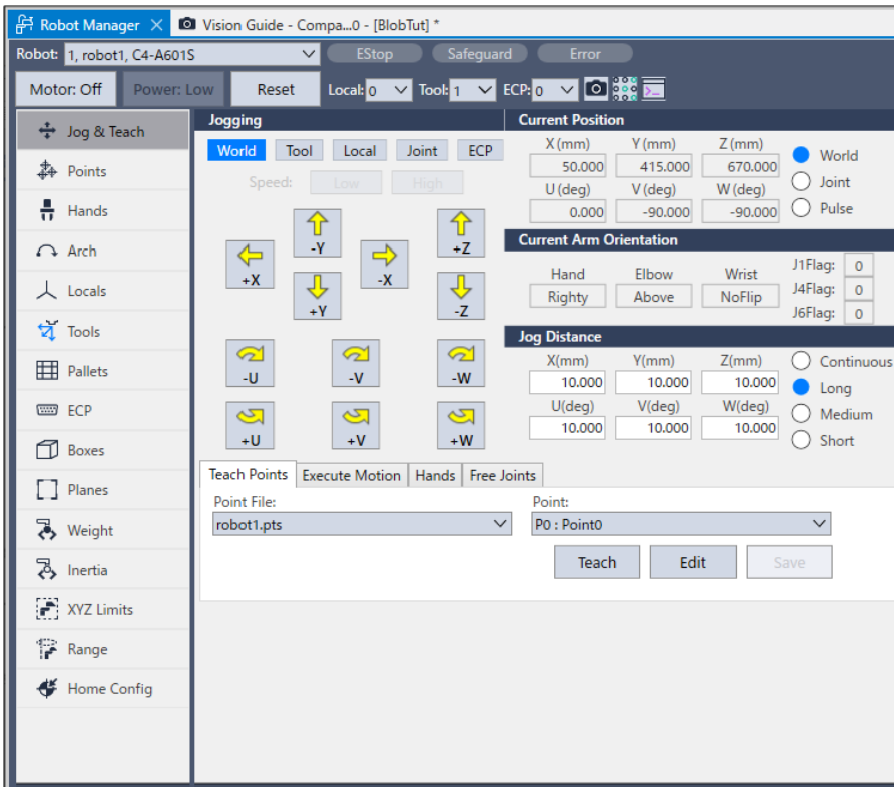 Robot Manager
Vision Guide - Compa...0 - [BlobTut] *
Robot: 1, robot1, C4-A601S EStop Safeguard Error
Motor: Off Power: Low Reset Local: 0 Tool: 1 ECP: 0
Jog & Teach
Points
Hands
Arch
Locals
Tools
Pallets
ECP
Boxes
Planes
Weight
Inertia
XYZ Limits
Range
Home Config
Jogging
World Tool Local Joint ECP
Speed: Low High
-Y +Z
+X -X
+Y -Z
-U -V -W
+U +V +W
Current Position
X (mm) Y (mm) Z (mm)
50.000 415.000 670.000
U (deg) V (deg) W (deg)
0.000 -90.000 -90.000
World
Joint
Pulse
Current Arm Orientation
Hand Elbow Wrist
Righty Above NoFlip
J1Flag: 0
J4Flag: 0
J6Flag: 0
Jog Distance
X(mm) Y(mm) Z(mm)
10.000 10.000 10.000
U(deg) V(deg) W(deg)
10.000 10.000 10.000
Continuous
Long
Medium
Short
Teach Points Execute Motion Hands Free Joints
Point File: Point:
robot1.pts P0 : Point0
Teach Edit Save